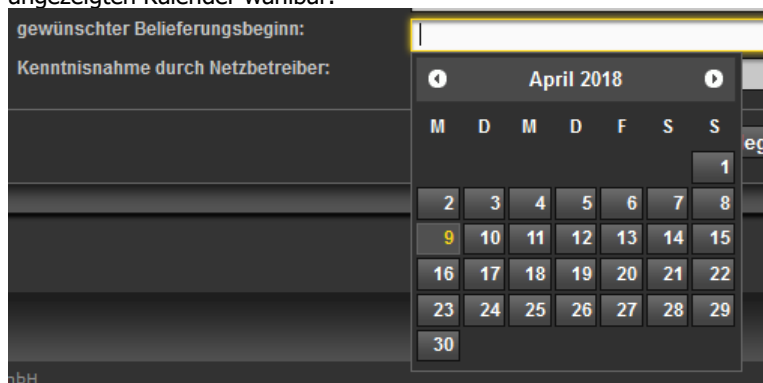 gewünschter Belieferungsbeginn:
Kenntnisnahme durch Netzbetreiber:
April 2018
M D M D F S S
1
2 3 4 5 6 7 8
9 10 11 12 13 14 15
16 17 18 19 20 21 22
23 24 25 26 27 28 29
30